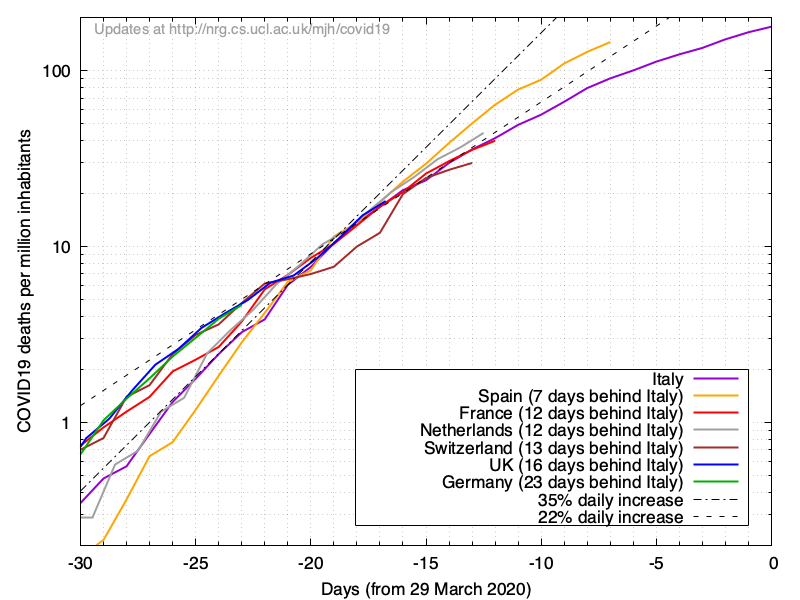 Updates at http://nrg.cs.ucl.ac.uk/mjh/covid19
COVID19 deaths per million inhabitants
100
10
1
Italy
Spain (7 days behind Italy)
France (12 days behind Italy)
Netherlands (12 days behind Italy)
Switzerland (13 days behind Italy)
UK (16 days behind Italy)
Germany (23 days behind Italy)
35% daily increase
22% daily increase
-30 -25 -20 -15 -10 -5 0
Days (from 29 March 2020)